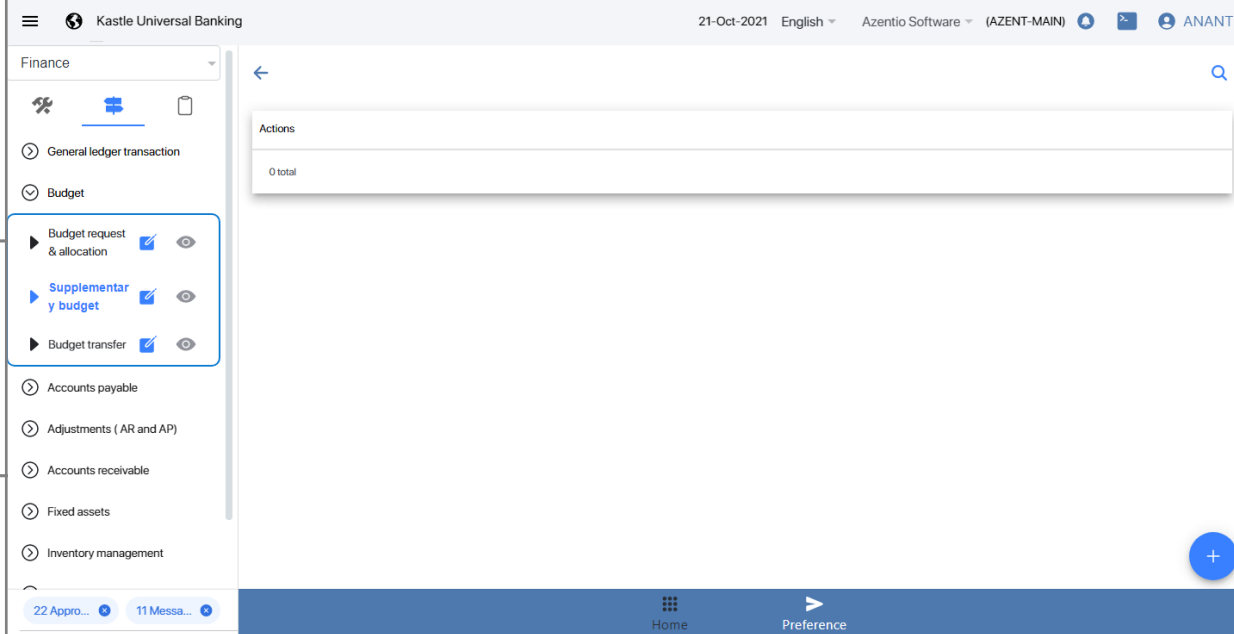 Kastle Universal Banking
21-Oct-2021 English Azentio Software (AZENT-MAIN) ANANT
Finance
Actions
0 total
General ledger transaction
Budget
Budget request
& allocation
Supplementar
y budget
Budget transfer
Accounts payable
Adjustments ( AR and AP)
Accounts receivable
Fixed assets
Inventory management
22 Appro... 11 Messa...
Home Preference